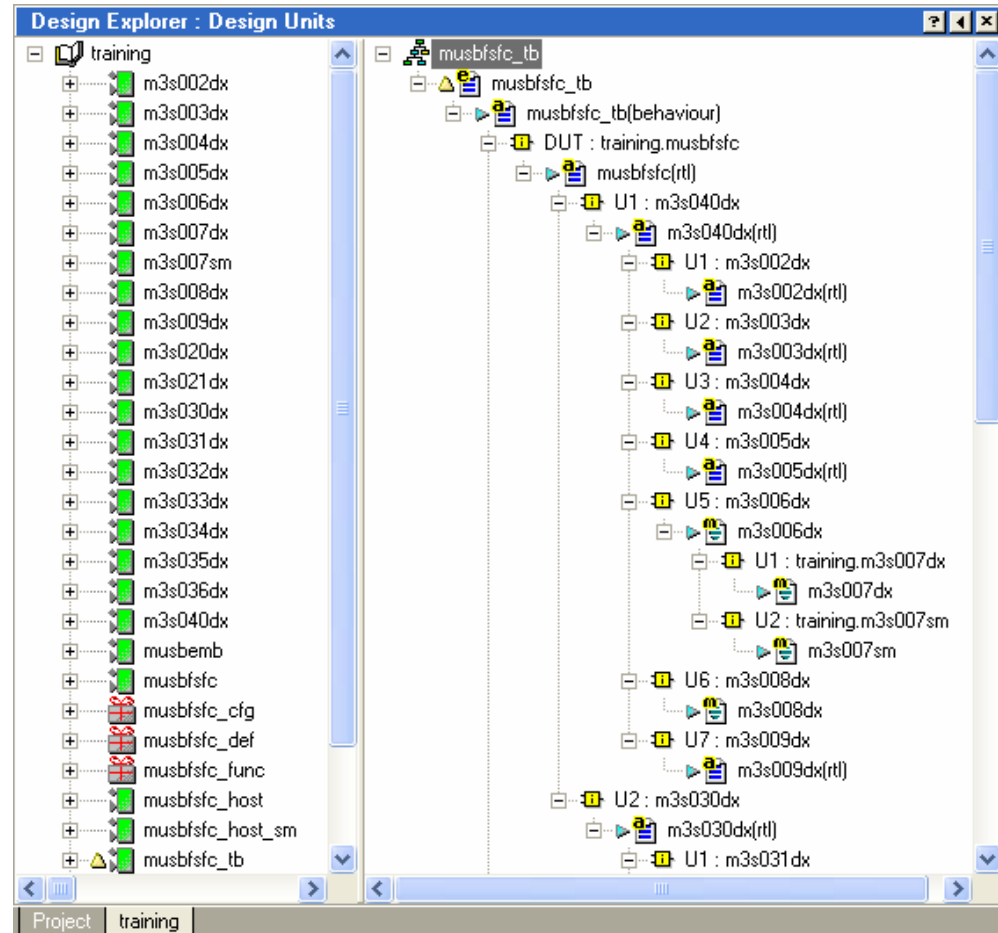 Design Explorer : Design Units
training
m3s002dx
m3s003dx
m3s004dx
m3s005dx
m3s006dx
m3s007dx
m3s007sm
m3s008dx
m3s009dx
m3s020dx
m3s021dx
m3s030dx
m3s031dx
m3s032dx
m3s033dx
m3s034dx
m3s035dx
m3s036dx
m3s040dx
musbemb
musbfsfc
musbfsfc_cfg
musbfsfc_def
musbfsfc_func
musbfsfc_host
musbfsfc_host_sm
musbfsfc_tb
musbfsfc_tb
musbfsfc_tb
musbfsfc_tb(behaviour)
DUT : training.musbfsfc
musbfsfc(rtl)
U1 : m3s040dx
m3s040dx(rtl)
U1 : m3s002dx
m3s002dx(rtl)
U2 : m3s003dx
m3s003dx(rtl)
U3 : m3s004dx
m3s004dx(rtl)
U4 : m3s005dx
m3s005dx(rtl)
U5 : m3s006dx
m3s006dx
U1 : training.m3s007dx
m3s007dx
U2 : training.m3s007sm
m3s007sm
U6 : m3s008dx
m3s008dx
U7 : m3s009dx
m3s009dx(rtl)
U2 : m3s030dx
m3s030dx(rtl)
U1 : m3s031dx
Project training